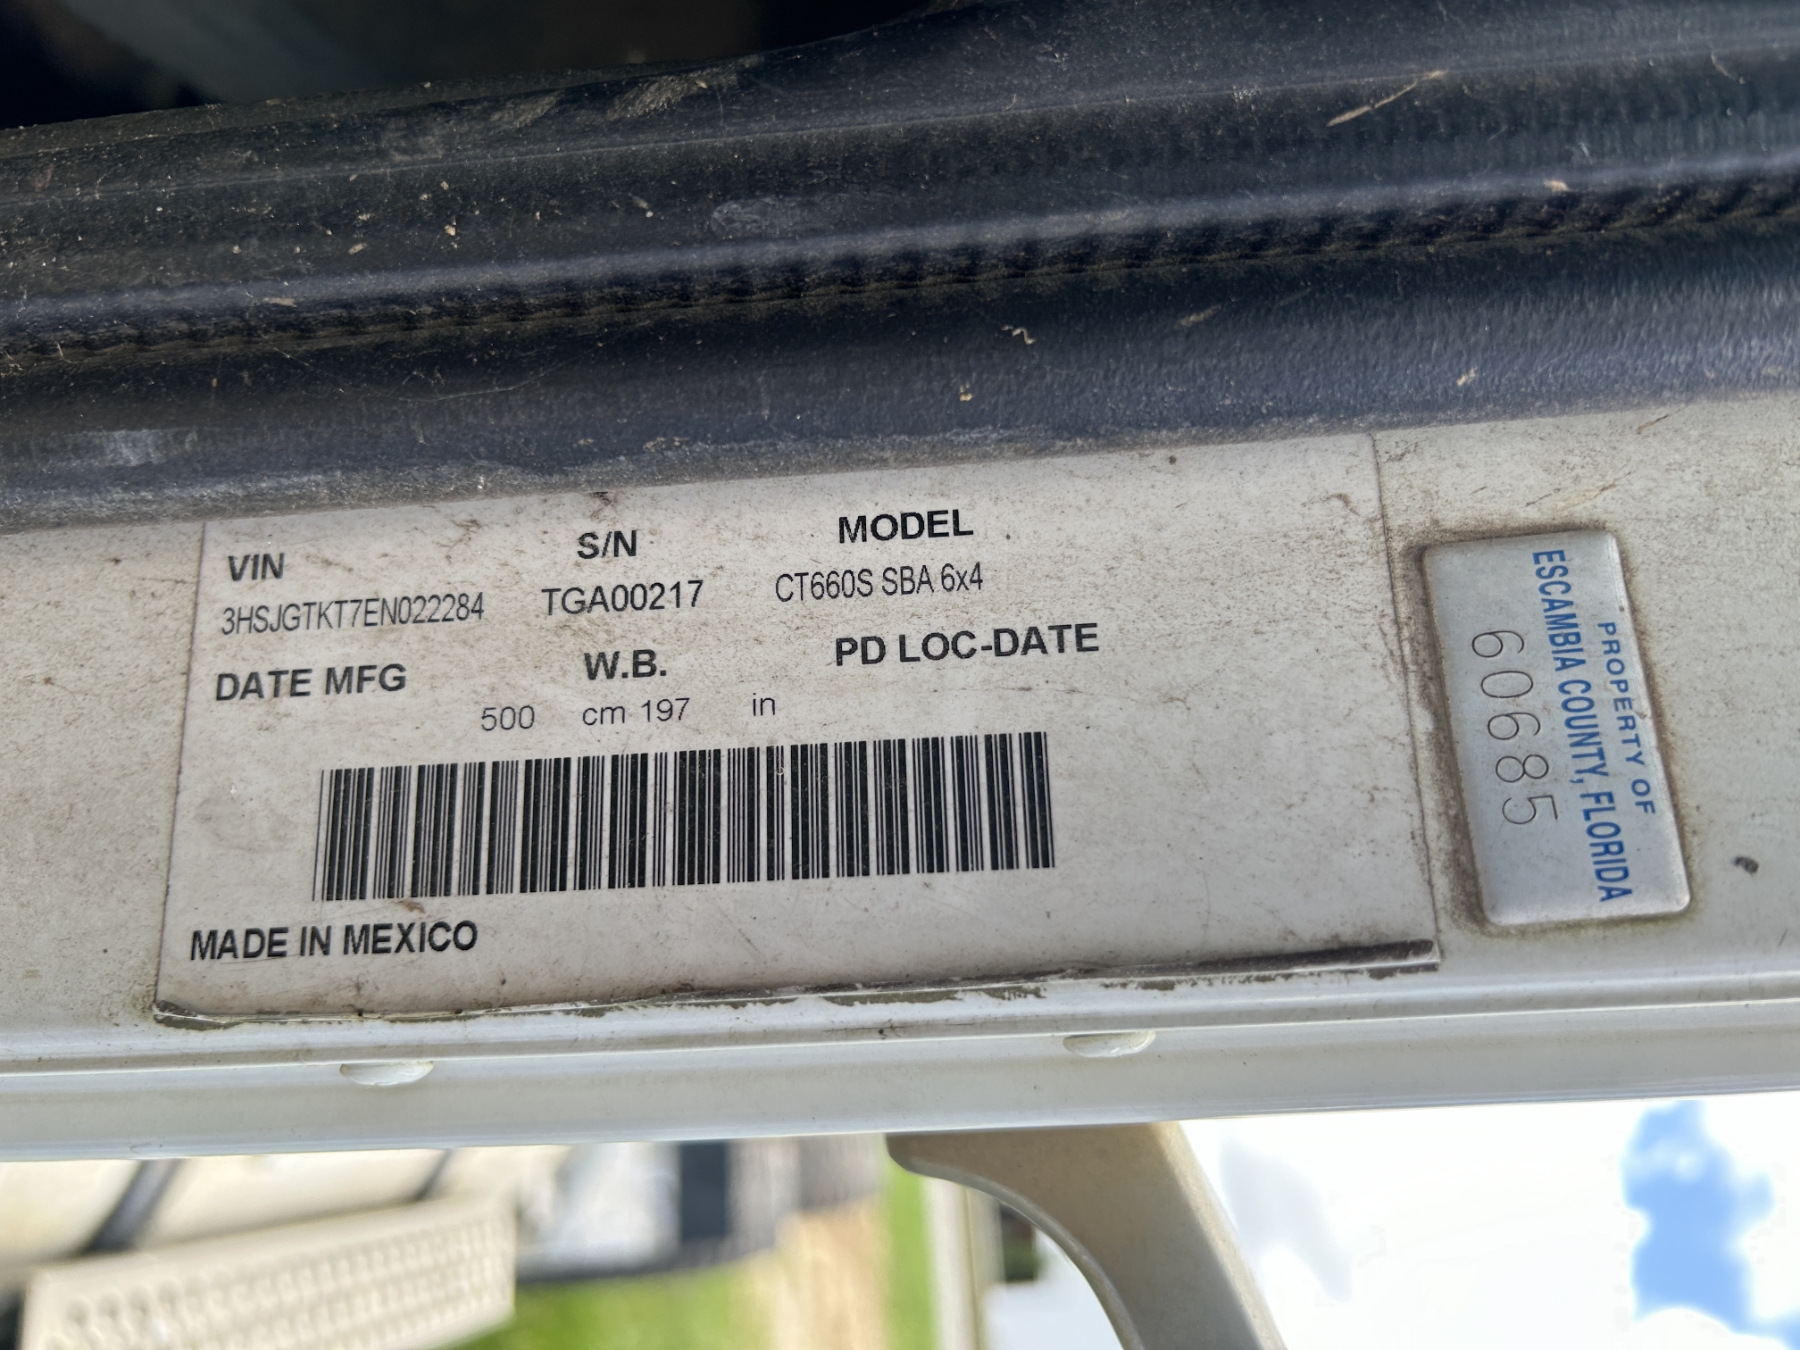 VIN S/N MODEL
3HSJGTKT7EN022284 TGA00217 CT660S SBA 6x4
DATE MFG W.B. PD LOC-DATE
500 cm 197 in
MADE IN MEXICO
PROPERTY OF
ESCAMBIA COUNTY, FLORIDA
60685